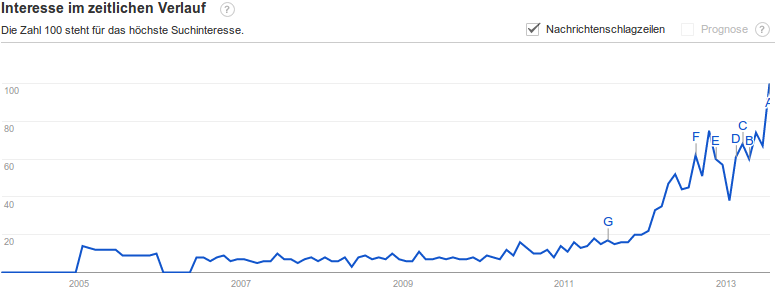 Interesse im zeitlichen Verlauf ?
Die Zahl 100 steht für das höchste Suchinteresse.
Nachrichtenschlagzeilen
Prognose ?
100
80
60
40
20
A
B
C
D
E
F
G
2005 2007 2009 2011 2013